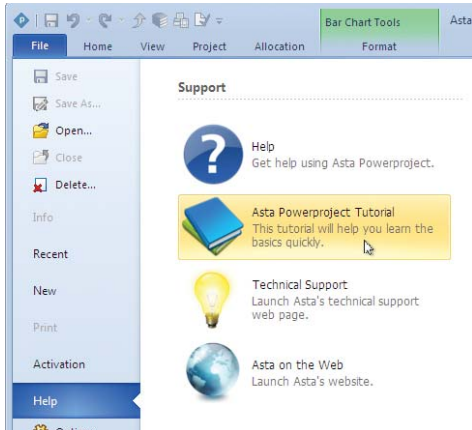 Bar Chart Tools
Asta
File Home View Project Allocation Format
Save
Save As...
Open...
Close
Delete...
Info
Recent
New
Print
Activation
Help
Support
Help
Get help using Asta Powerproject.
Asta Powerproject Tutorial
This tutorial will help you learn the
basics quickly.
Technical Support
Launch Asta's technical support
web page.
Asta on the Web
Launch Asta's website.